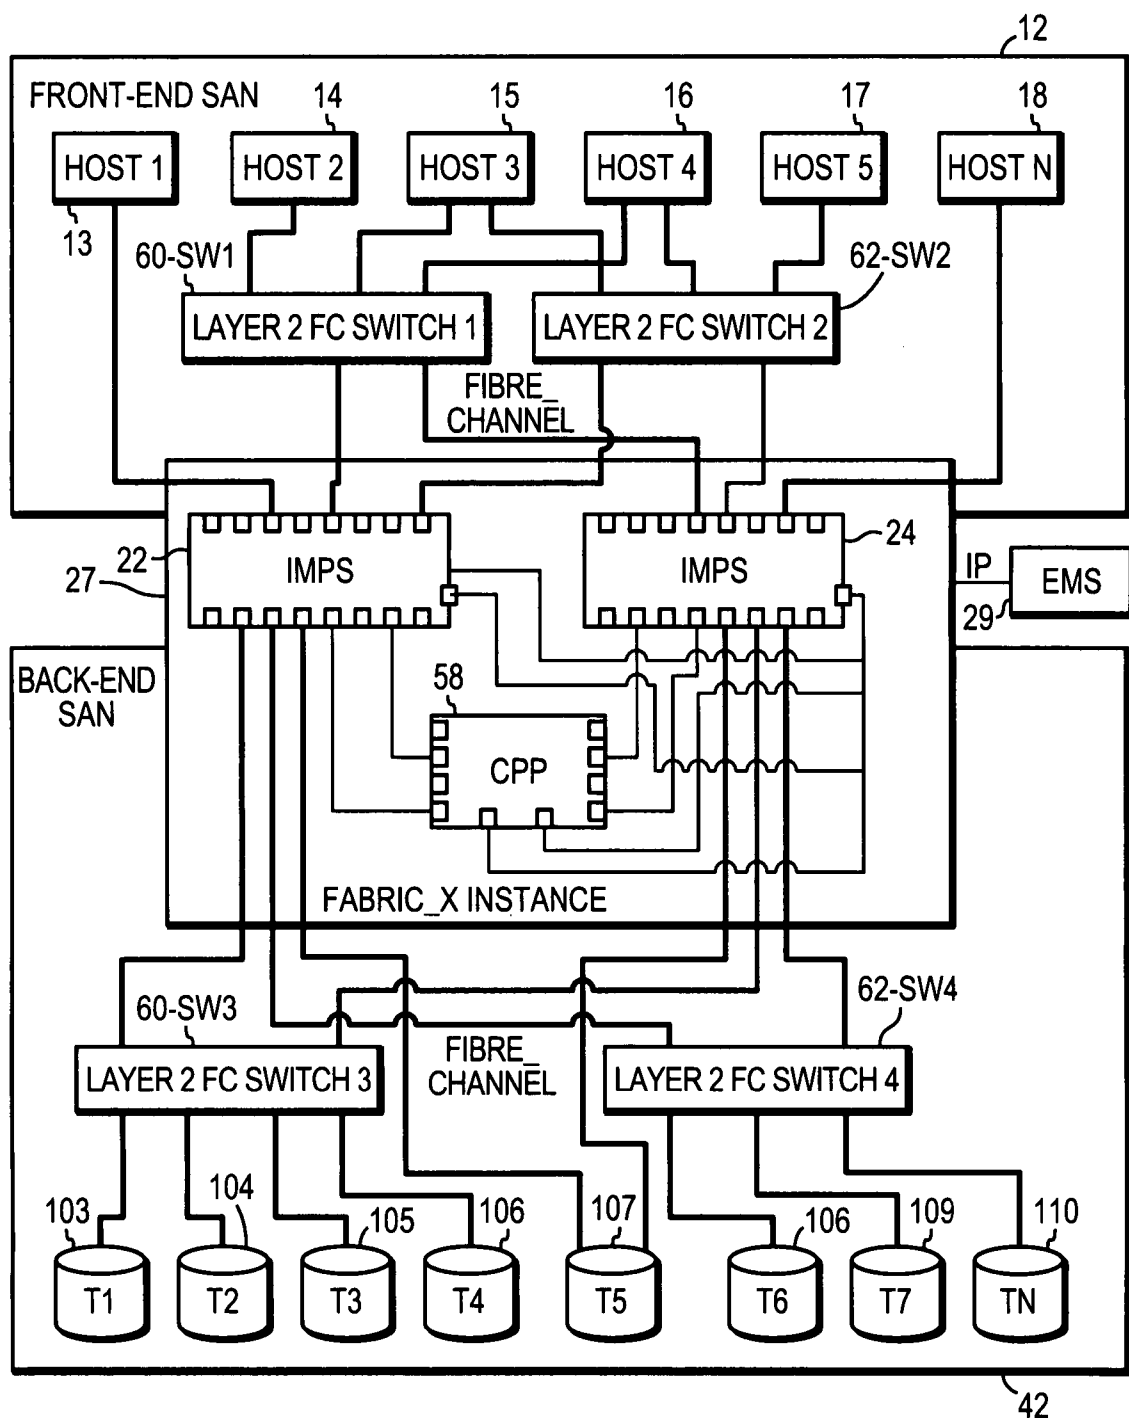 12
FRONT-END SAN
14
15
16
17
18
HOST 1
HOST 2
HOST 3
HOST 4
HOST 5
HOST N
13
60-SW1
62-SW2
LAYER 2 FC SWITCH 1
LAYER 2 FC SWITCH 2
FIBRE_
CHANNEL
22
IMPS
IMPS
24
27
IP
EMS
29
BACK-END
SAN
58
CPP
FABRIC_X INSTANCE
60-SW3
62-SW4
FIBRE_
CHANNEL
LAYER 2 FC SWITCH 3
LAYER 2 FC SWITCH 4
103
104
105
106
107
106
109
110
T1
T2
T3
T4
T5
T6
T7
TN
42